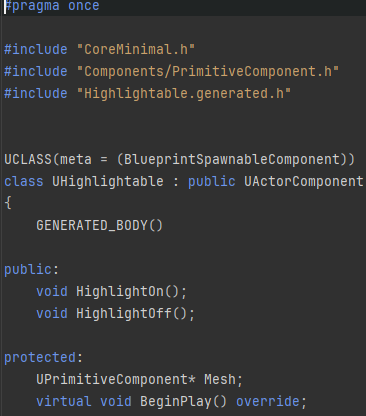 #pragma once
#include "CoreMinimal.h"
#include "Components/PrimitiveComponent.h"
#include "Highlightable.generated.h"
UCLASS(meta = (BlueprintSpawnableComponent))
class UHighlightable : public UActorComponent
{
GENERATED_BODY()
public:
void HighlightOn();
void HighlightOff();
protected:
UPrimitiveComponent* Mesh;
virtual void BeginPlay() override;